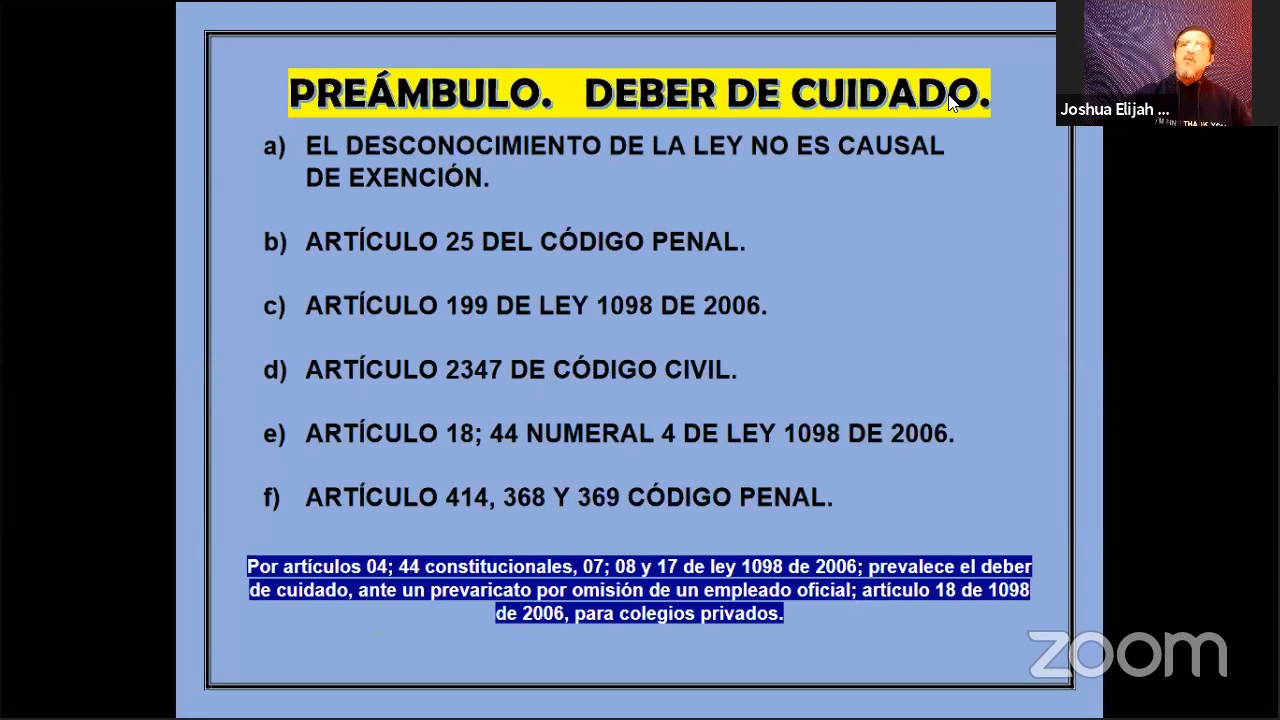 PREÁMBULO. DEBER DE CUIDADO.
a) EL DESCONOCIMIENTO DE LA LEY NO ES CAUSAL
DE EXENCIÓN.
b) ARTÍCULO 25 DEL CÓDIGO PENAL.
c) ARTÍCULO 199 DE LEY 1098 DE 2006.
d) ARTÍCULO 2347 DE CÓDIGO CIVIL.
e) ARTÍCULO 18; 44 NUMERAL 4 DE LEY 1098 DE 2006.
f) ARTÍCULO 414, 368 Y 369 CÓDIGO PENAL.
Por artículos 04; 44 constitucionales, 07; 08 y 17 de ley 1098 de 2006; prevalece el deber
de cuidado, ante un prevaricato por omisión de un empleado oficial; artículo 18 de 1098
de 2006, para colegios privados.
Joshua Elijah ...
zoom